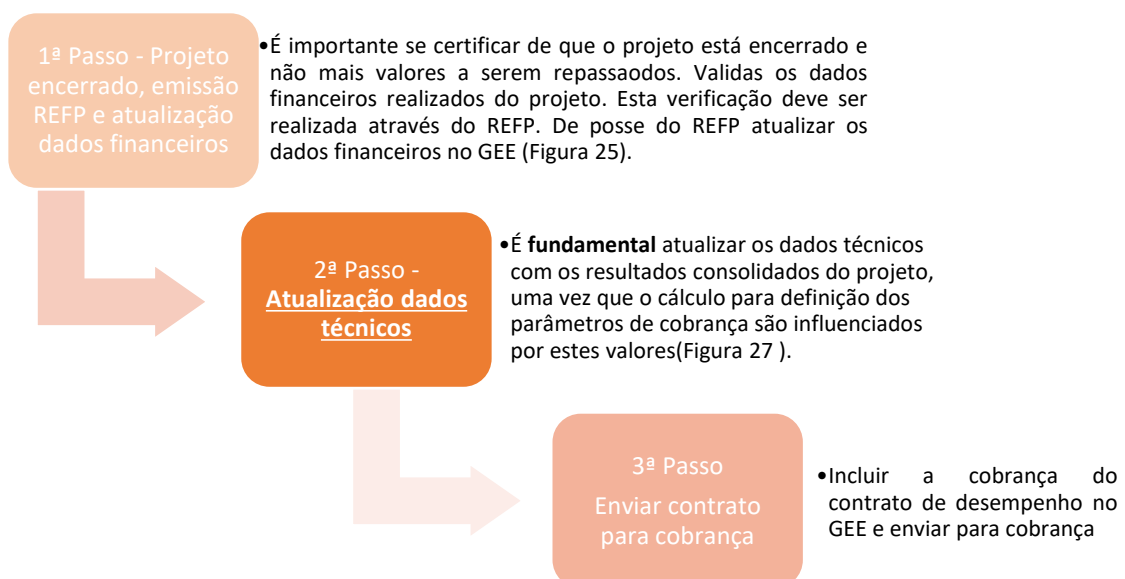 1ª Passo - Projeto
encerrado, emissão
REFP e atualização
dados financeiros
•É importante se certificar de que o projeto está encerrado e
não mais valores a serem repassaodos. Validas os dados
financeiros realizados do projeto. Esta verificação deve ser
realizada através do REFP. De posse do REFP atualizar os
dados financeiros no GEE (Figura 25).
2ª Passo -
Atualização dados
técnicos
•É fundamental atualizar os dados técnicos
com os resultados consolidados do projeto,
uma vez que o cálculo para definição dos
parâmetros de cobrança são influenciados
por estes valores(Figura 27 ).
3ª Passo
Enviar contrato
para cobrança
•Incluir a cobrança do
contrato de desempenho no
GEE e enviar para cobrança